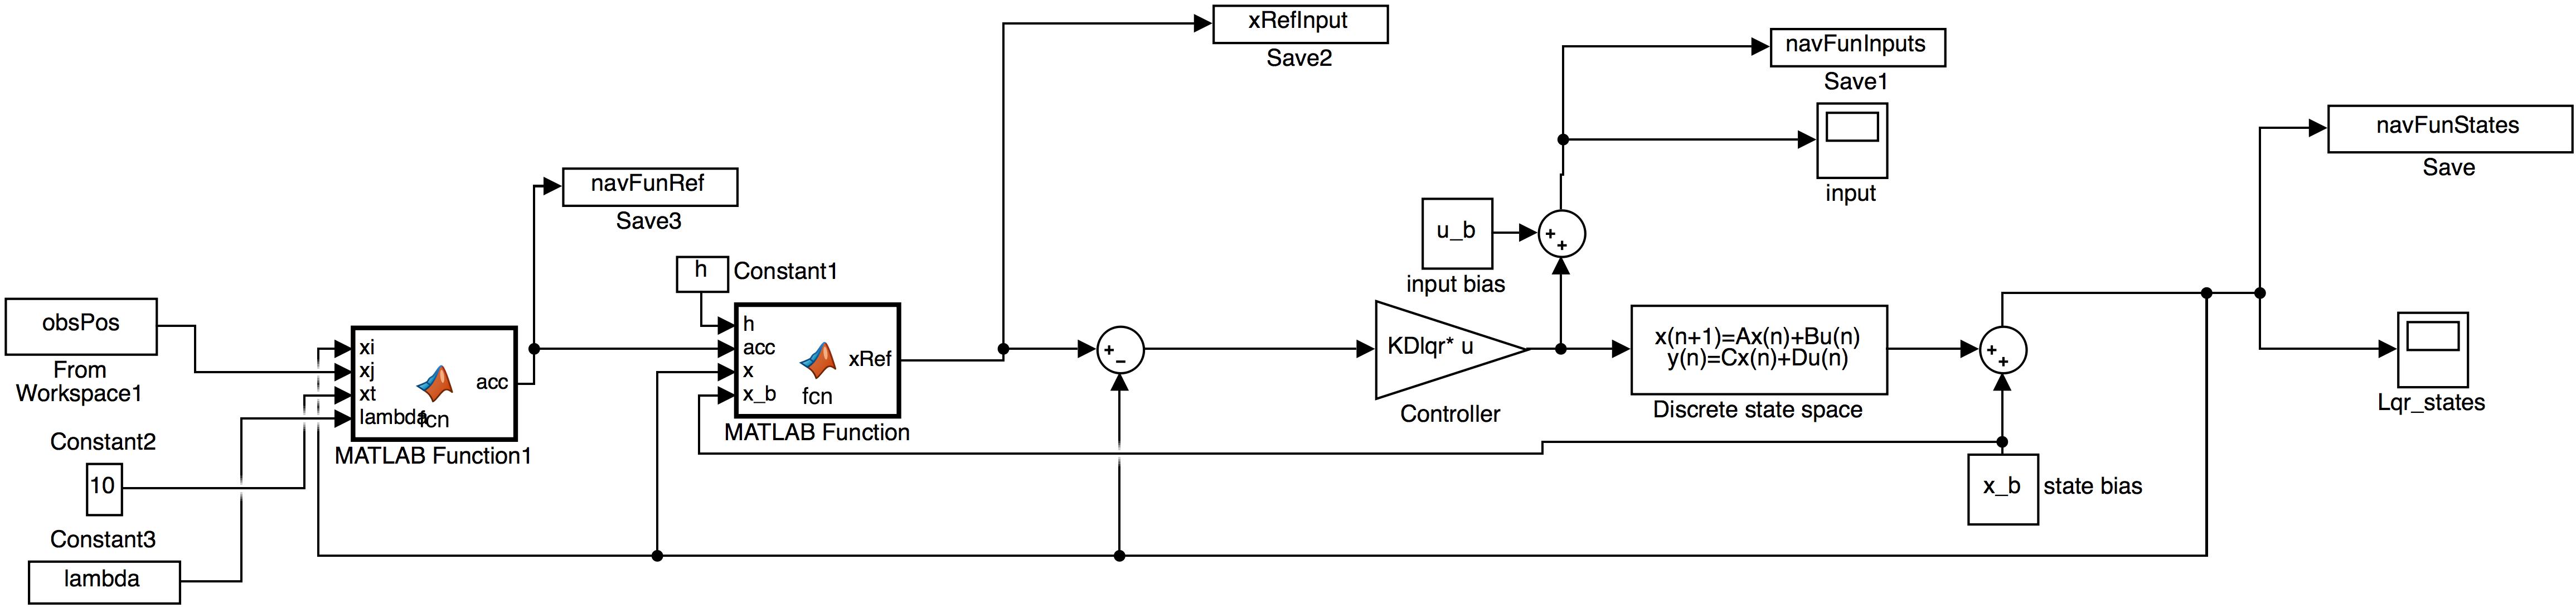 xRefInput
Save2
navFunInputs
Save1
input
navFunStates
Save
navFunRef
Save3
u_b
input bias
+
+
h
Constant1
obsPos
From
Workspace1
xi
xj
xt
lambda
fcn
acc
MATLAB Function1
h
acc
x
x_b
fcn
xRef
MATLAB Function
+
−
KDlqr* u
Controller
x(n+1)=Ax(n)+Bu(n)
y(n)=Cx(n)+Du(n)
Discrete state space
+
+
Lqr_states
Constant2
10
x_b
state bias
Constant3
lambda